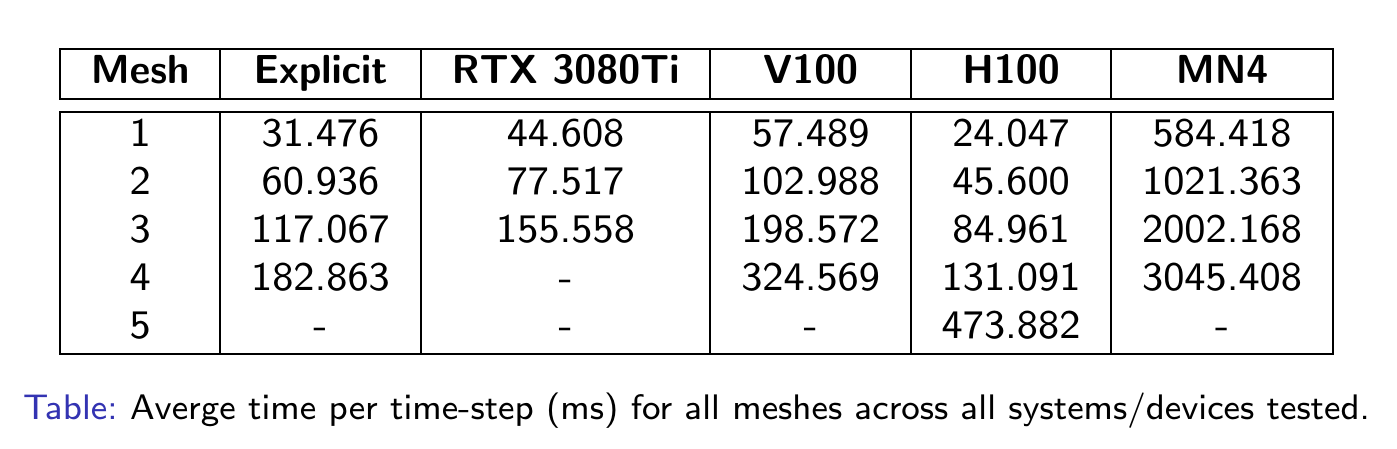 Mesh Explicit RTX 3080Ti V100 H100 MN4
1 31.476 44.608 57.489 24.047 584.418
2 60.936 77.517 102.988 45.600 1021.363
3 117.067 155.558 198.572 84.961 2002.168
4 182.863 - 324.569 131.091 3045.408
5 - - - 473.882 -
Table: Averge time per time-step (ms) for all meshes across all systems/devices tested.